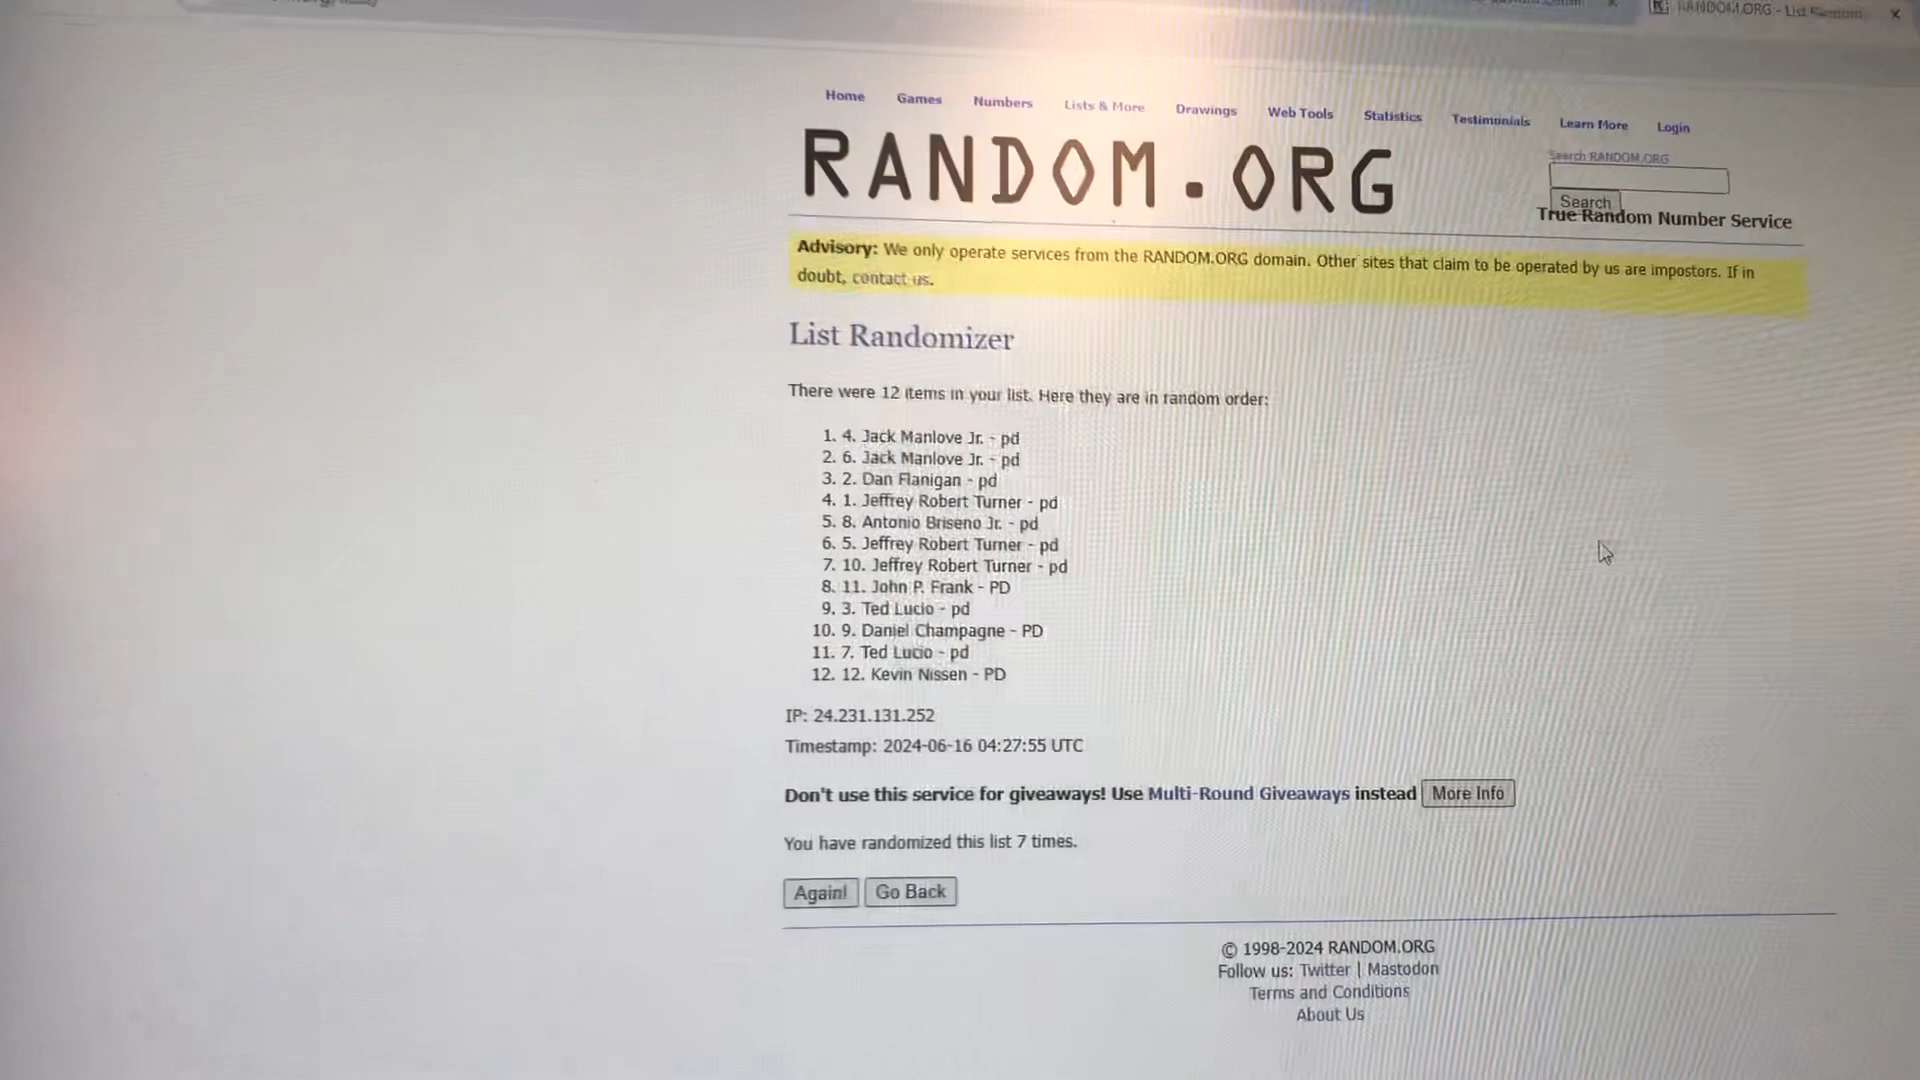 RANDOM.ORG - List Random
Home Games Numbers Lists & More Drawings Web Tools Statistics Testimonials Learn More Login
RANDOM.ORG
Search RANDOM.ORG
Search
True Random Number Service
Advisory: We only operate services from the RANDOM.ORG domain. Other sites that claim to be operated by us are impostors. If in
doubt, contact us.
List Randomizer
There were 12 items in your list. Here they are in random order:
1. 4. Jack Manlove Jr. - pd
2. 6. Jack Manlove Jr. - pd
3. 2. Dan Flanigan - pd
4. 1. Jeffrey Robert Turner - pd
5. 8. Antonio Briseno Jr. - pd
6. 5. Jeffrey Robert Turner - pd
7. 10. Jeffrey Robert Turner - pd
8. 11. John P. Frank - PD
9. 3. Ted Lucio - pd
10. 9. Daniel Champagne - PD
11. 7. Ted Lucio - pd
12. 12. Kevin Nissen - PD
IP: 24.231.131.252
Timestamp: 2024-06-16 04:27:55 UTC
Don't use this service for giveaways! Use Multi-Round Giveaways instead More Info
You have randomized this list 7 times.
Again! Go Back
© 1998-2024 RANDOM.ORG
Follow us: Twitter | Mastodon
Terms and Conditions
About Us